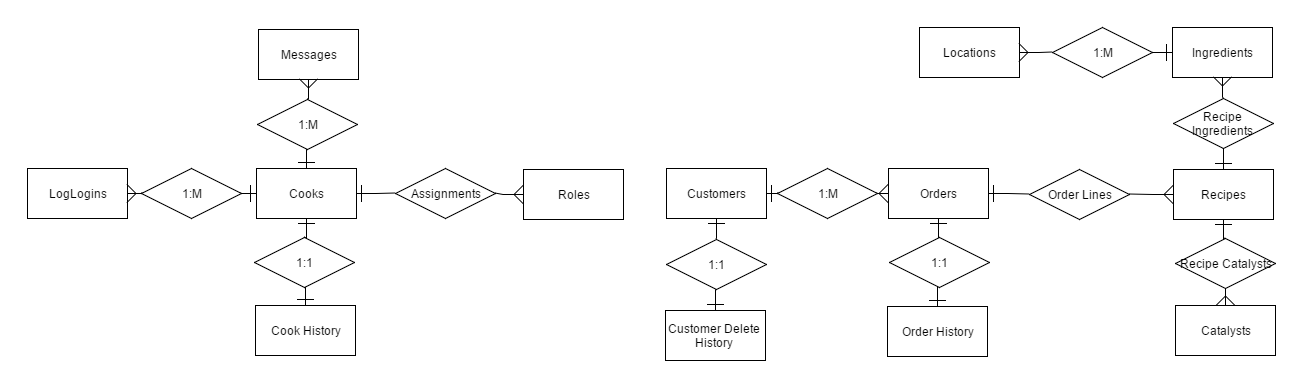 Messages
1:M
LogLogins
1:M
Cooks
Assignments
Roles
1:1
Cook History
Locations
1:M
Ingredients
Recipe
Ingredients
Customers
1:M
Orders
Order Lines
Recipes
1:1
1:1
Recipe Catalysts
Customer Delete
History
Order History
Catalysts